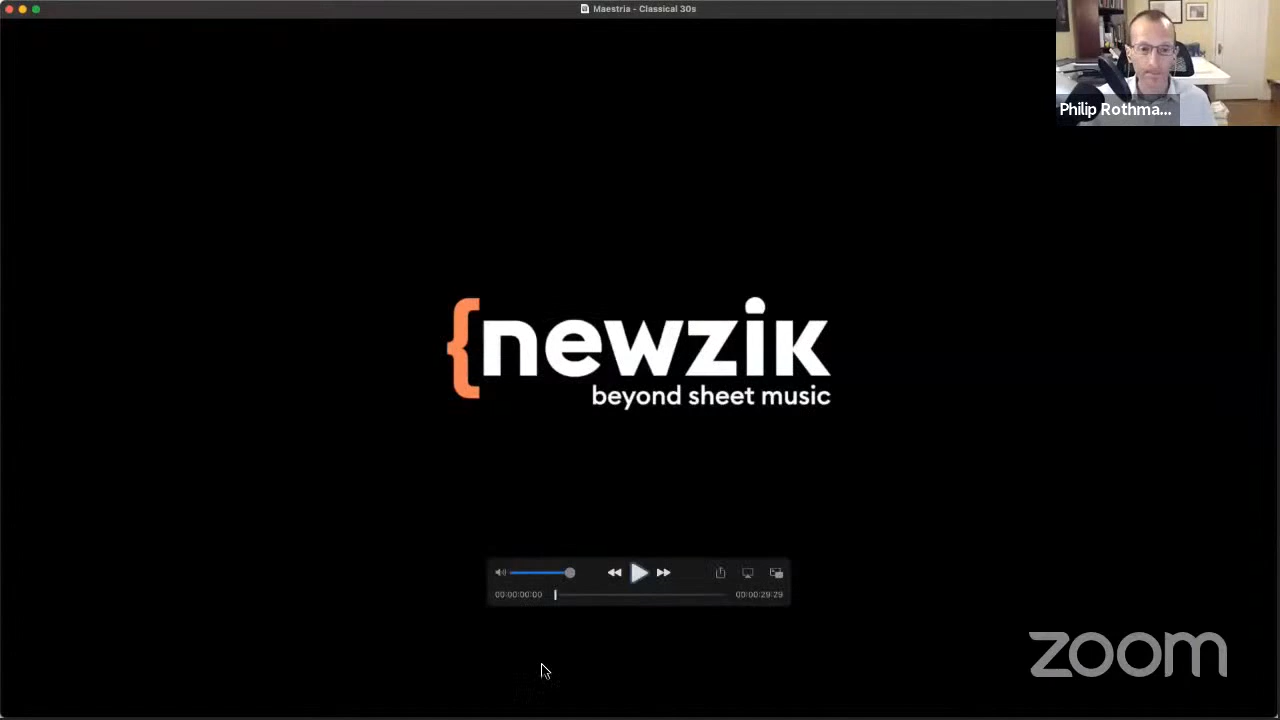 Maestria - Classical 30s
Philip Rothma...
{newzik
beyond sheet music
00:00:00:00
00:00:29:29
zoom